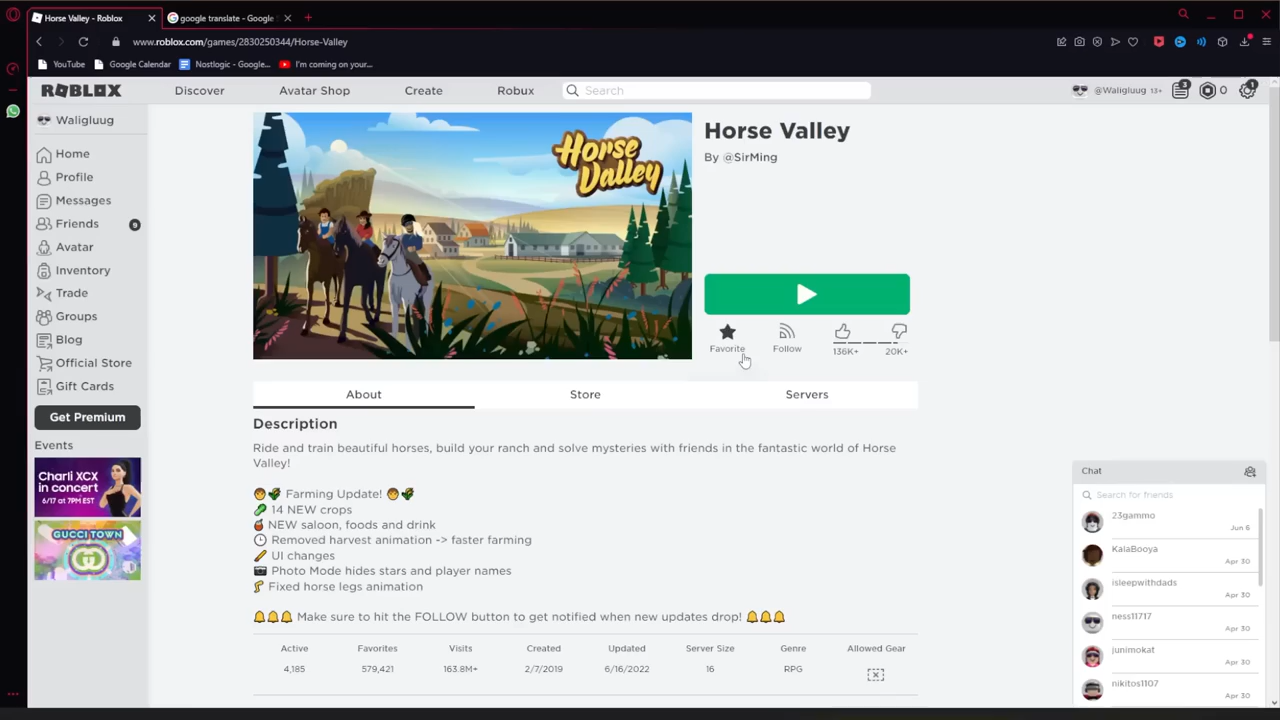 Horse Valley - Roblox
google translate - Google
www.roblox.com/games/2830250344/Horse-Valley
YouTube
Google Calendar
Nostlogic - Google...
I'm coming on your...
ROBLOX
Discover
Avatar Shop
Create
Robux
Search
@Waligluug 13+
3
0
1
Waligluug
Home
Profile
Messages
Friends
9
Avatar
Inventory
Trade
Groups
Blog
Official Store
Gift Cards
Get Premium
Events
Charli XCX
in concert
6/17 at 7PM EST
GUCCI TOWN
Horse
Valley
Horse Valley
By @SirMing
Favorite
Follow
136K+
20K+
About
Store
Servers
Description
Ride and train beautiful horses, build your ranch and solve mysteries with friends in the fantastic world of Horse
Valley!
Farming Update!
14 NEW crops
NEW saloon, foods and drink
Removed harvest animation -> faster farming
UI changes
Photo Mode hides stars and player names
Fixed horse legs animation
Make sure to hit the FOLLOW button to get notified when new updates drop!
Active
Favorites
Visits
Created
Updated
Server Size
Genre
Allowed Gear
4,185
579,421
163.8M+
2/7/2019
6/16/2022
16
RPG
Chat
Search for friends
23gammo
Jun 6
KalaBooya
Apr 30
isleepwithdads
Apr 30
ness11717
Apr 30
junimokat
Apr 30
nikitos1107
Apr 30